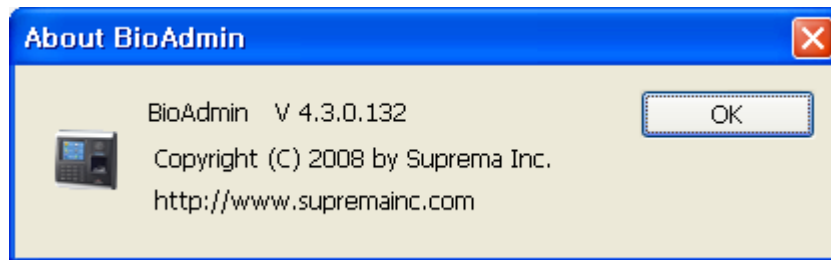 About BioAdmin
BioAdmin V 4.3.0.132
OK
Copyright (C) 2008 by Suprema Inc.
http://www.supremainc.com